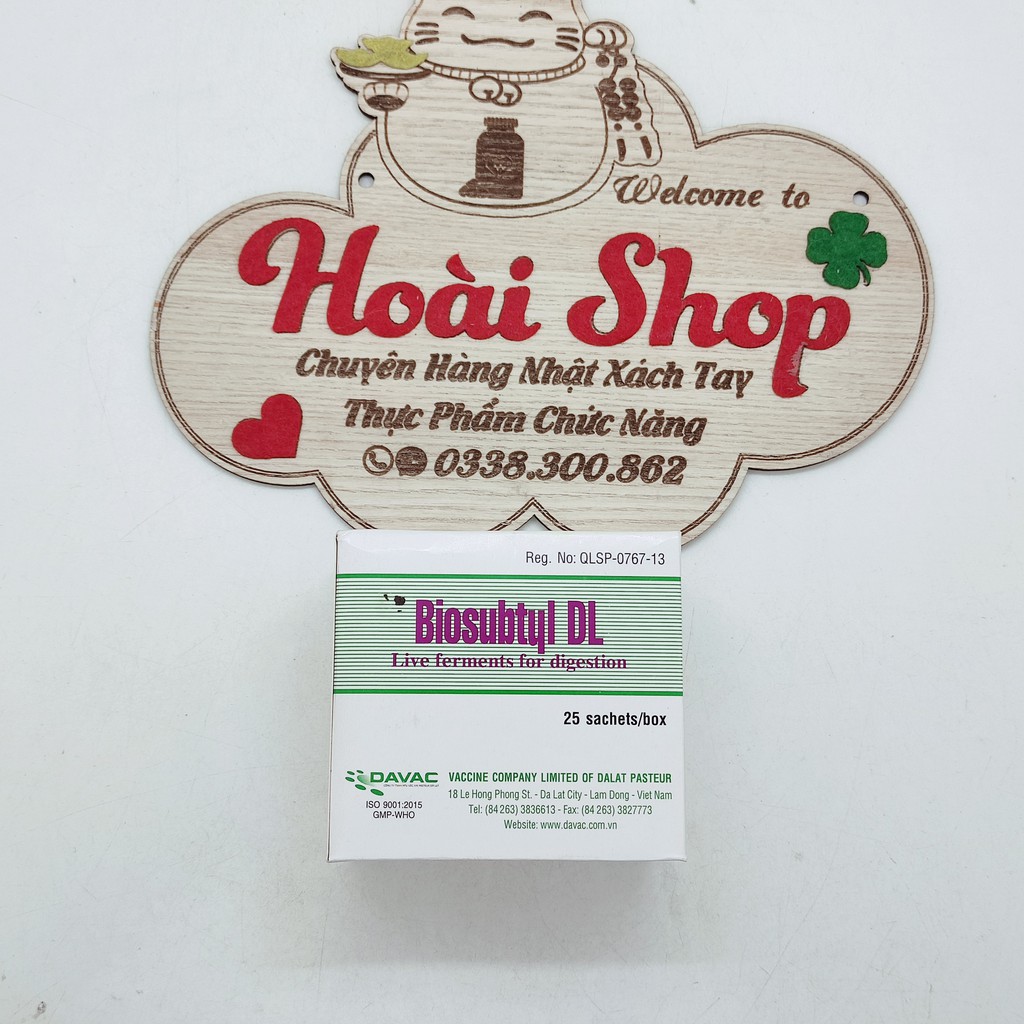 Welcome to
Hoài Shop
Chuyên Hàng Nhật Xách Tay
Thực Phẩm Chức Năng
0338.300.862
Reg. No: QLSP-0767-13
Biosubtyl DL
Live ferments for digestion
25 sachets/box
DAVAC
ISO 9001:2015
GMP-WHO
VACCINE COMPANY LIMITED OF DALAT PASTEUR
18 Le Hong Phong St. - Da Lat City - Lam Dong - Viet Nam
Tel: (84 263) 3836613 - Fax: (84 263) 3827773
Website: www.davac.com.vn